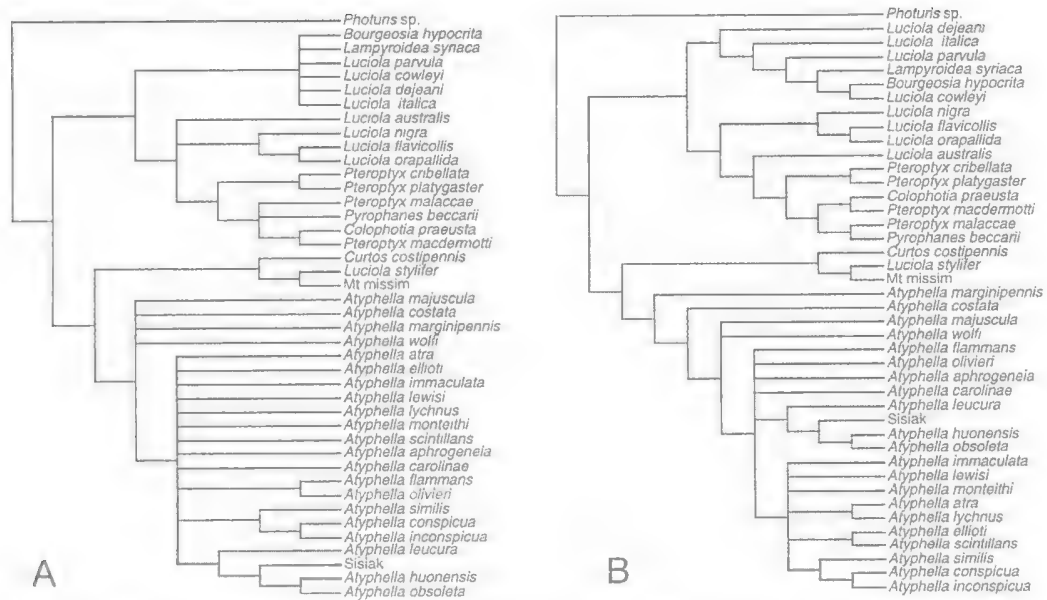 Photuris sp.
Bourgeosia hypocrita
Lampyroidea syriaca
Luciola parvula
Luciola cowleyi
Luciola dejeani
Luciola italica
Luciola australis
Luciola nigra
Luciola flavicollis
Luciola orapallida
Pteroptyx cribellata
Pteroptyx platygaster
Pteroptyx malaccae
Pyrophanes beccarii
Colophotia praeusta
Pteroptyx macdermotti
Curtos costipennis
Luciola stylifer
Mt missim
Atyphella majuscula
Atyphella costata
Atyphella marginipennis
Atyphella wolfi
Atyphella atra
Atyphella ellioti
Atyphella immaculata
Atyphella lewisi
Atyphella lychnus
Atyphella monteithi
Atyphella scintillans
Atyphella aphrogeneia
Atyphella carolinae
Atyphella flammans
Atyphella olivieri
Atyphella similis
Atyphella conspicua
Atyphella inconspicua
Atyphella leucura
Sisiak
Atyphella huonensis
Atyphella obsoleta
A
Photuris sp.
Luciola dejeani
Luciola italica
Luciola parvula
Lampyroidea syriaca
Bourgeosia hypocrita
Luciola cowleyi
Luciola nigra
Luciola flavicollis
Luciola orapallida
Luciola australis
Pteroptyx cribellata
Pteroptyx platygaster
Colophotia praeusta
Pteroptyx macdermotti
Pteroptyx malaccae
Pyrophanes beccarii
Curtos costipennis
Luciola stylifer
Mt missim
Atyphella marginipennis
Atyphella costata
Atyphella majuscula
Atyphella wolfi
Atyphella flammans
Atyphella olivieri
Atyphella aphrogeneia
Atyphella carolinae
Atyphella leucura
Sisiak
Atyphella huonensis
Atyphella obsoleta
Atyphella immaculata
Atyphella lewisi
Atyphella monteithi
Atyphella atra
Atyphella lychnus
Atyphella ellioti
Atyphella scintillans
Atyphella similis
Atyphella conspicua
Atyphella inconspicua
B